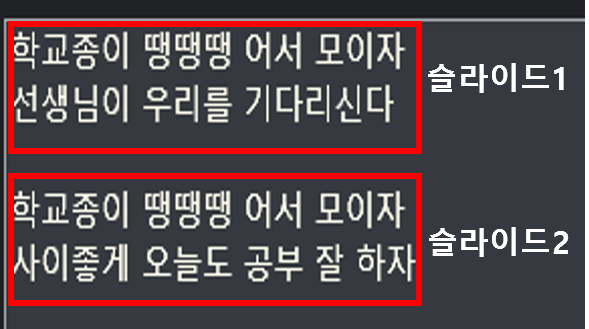 학교종이 땡땡땡 어서 모이자
선생님이 우리를 기다리신다
슬라이드1
학교종이 땡땡땡 어서 모이자
사이좋게 오늘도 공부 잘 하자
슬라이드2